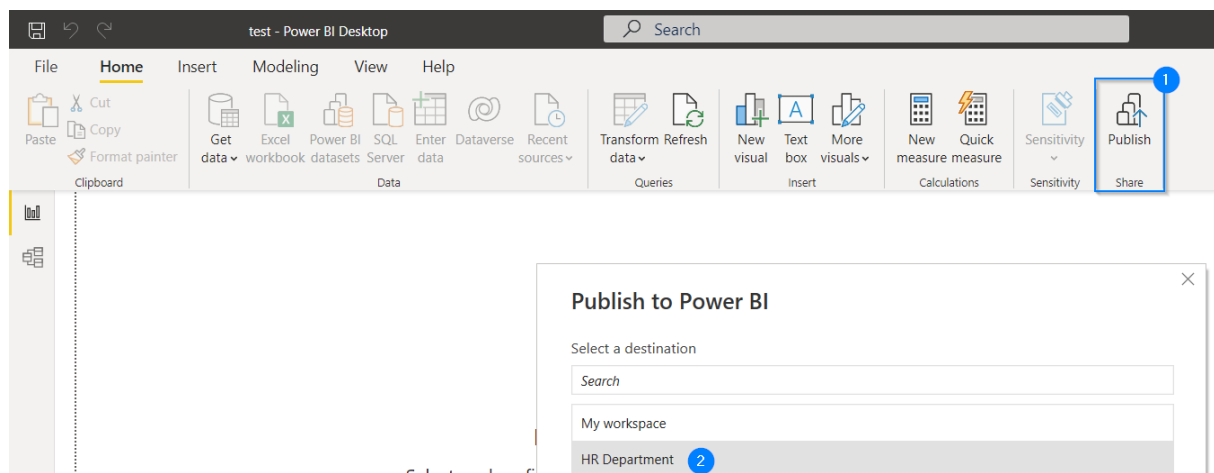 test - Power BI Desktop
Search
File Home Insert Modeling View Help
1
Paste
Cut
Copy
Format painter
Get data
Excel workbook
Power BI datasets
SQL Server
Enter data
Dataverse
Recent sources
Transform data
Refresh
New visual
Text box
More visuals
New measure
Quick measure
Sensitivity
Publish
Clipboard
Data
Queries
Insert
Calculations
Sensitivity
Share
Publish to Power BI
Select a destination
Search
My workspace
HR Department 2